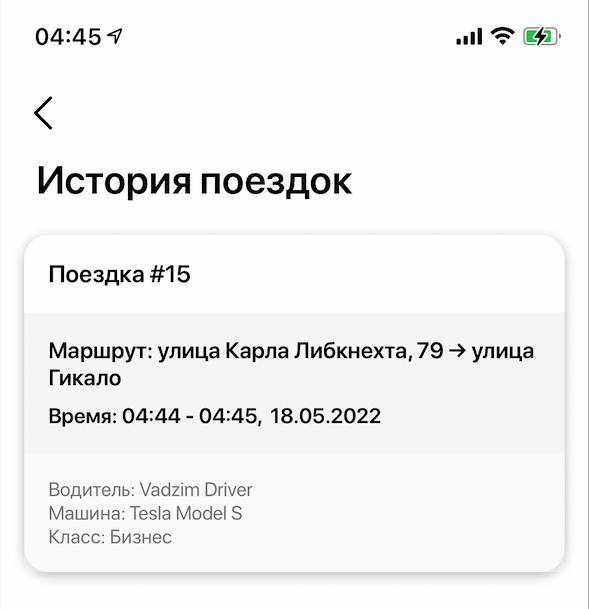 04:45
История поездок
Поездка #15
Маршрут: улица Карла Либкнехта, 79 → улица
Гикало
Время: 04:44 - 04:45, 18.05.2022
Водитель: Vadzim Driver
Машина: Tesla Model S
Класс: Бизнес